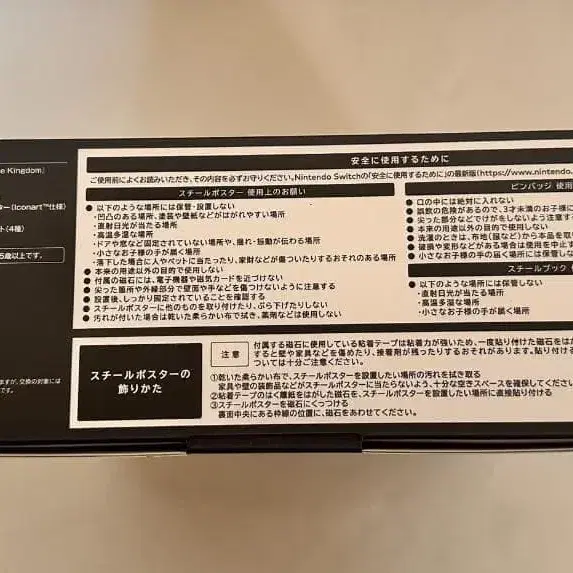 e Kingdom』
ター(Iconart™仕様)
ット(4種)
5歳以上です。
ますが、交換の対象には
安全に使用するために
ご使用前によくお読みいただき、その内容を必ずお守りください。Nintendo Switchの「安全に使用するために」の最新版(https://www.nintendo.
スチールポスター 使用上のお願い
● 以下のような場所には保管・設置しない
・凹凸のある場所、塗装や壁紙などがはがれやすい場所
・直射日光が当たる場所
・高温多湿な場所
・ドアや窓など固定されていない場所や、揺れ・振動が伝わる場所
・小さなお子様の手が届く場所
・落下した場合に人やペットに当たったり、家財などが傷ついたりするおそれのある場所
● 本来の用途以外の目的で使用しない
● 付属の磁石には、電子機器や磁気カードを近づけない
● 尖った箇所や外縁部分で壁面や手などを傷つけないように注意する
● 設置後、しっかり固定されていることを確認する
● スチールポスターに他のものを取り付けたり、ぶら下げたりしない
● 汚れが付いた場合は乾いた柔らかい布で拭き、薬剤などは使用しない
ピンバッジ 使用
● 口の中には絶対に入れない
● 誤飲の危険があるので、3才未満のお子様に
● 尖った部分などでけがをしないよう注意する
● 本来の用途以外の目的で使用しない
● 洗濯のときは、布地(服など)から本品を取り
● 破損や変形などがある場合は使用を中止す
● 小さなお子様の手の届く場所には保管しない
スチールブック 使
● 以下のような場所には保管しない
・直射日光が当たる場所
・高温多湿な場所
・小さなお子様の手が届く場所
スチールポスターの
飾りかた
注意
付属する磁石に使用している粘着テープは粘着力が強いため、一度貼り付けた磁石をは
すると壁や家具などを傷めたり、接着剤が残ったりするおそれがあります。貼り付ける
ついては十分ご注意ください。
①乾いた柔らかい布で、スチールポスターを設置したい場所の汚れを拭き取る
家具や壁の装飾品などがスチールポスターに当たらないよう、十分な空きスペースを確保してください
②粘着テープのはく離紙をはがした磁石を、スチールポスターを設置したい場所に直接貼り付ける
③スチールポスターを磁石にくっつける
裏面中央にある枠線の位置に、磁石をあわせてください。